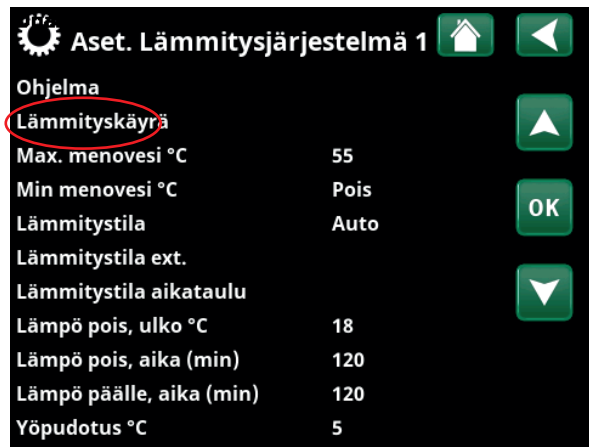 Aset. Lämmitysjärjestelmä 1
Ohjelma
Lämmityskäyrä
Max. menovesi °C 55
Min menovesi °C Pois
Lämmitystila Auto
OK
Lämmitystila ext.
Lämmitystila aikataulu
Lämpö pois, ulko °C 18
Lämpö pois, aika (min) 120
Lämpö päälle, aika (min) 120
Yöpudotus °C 5